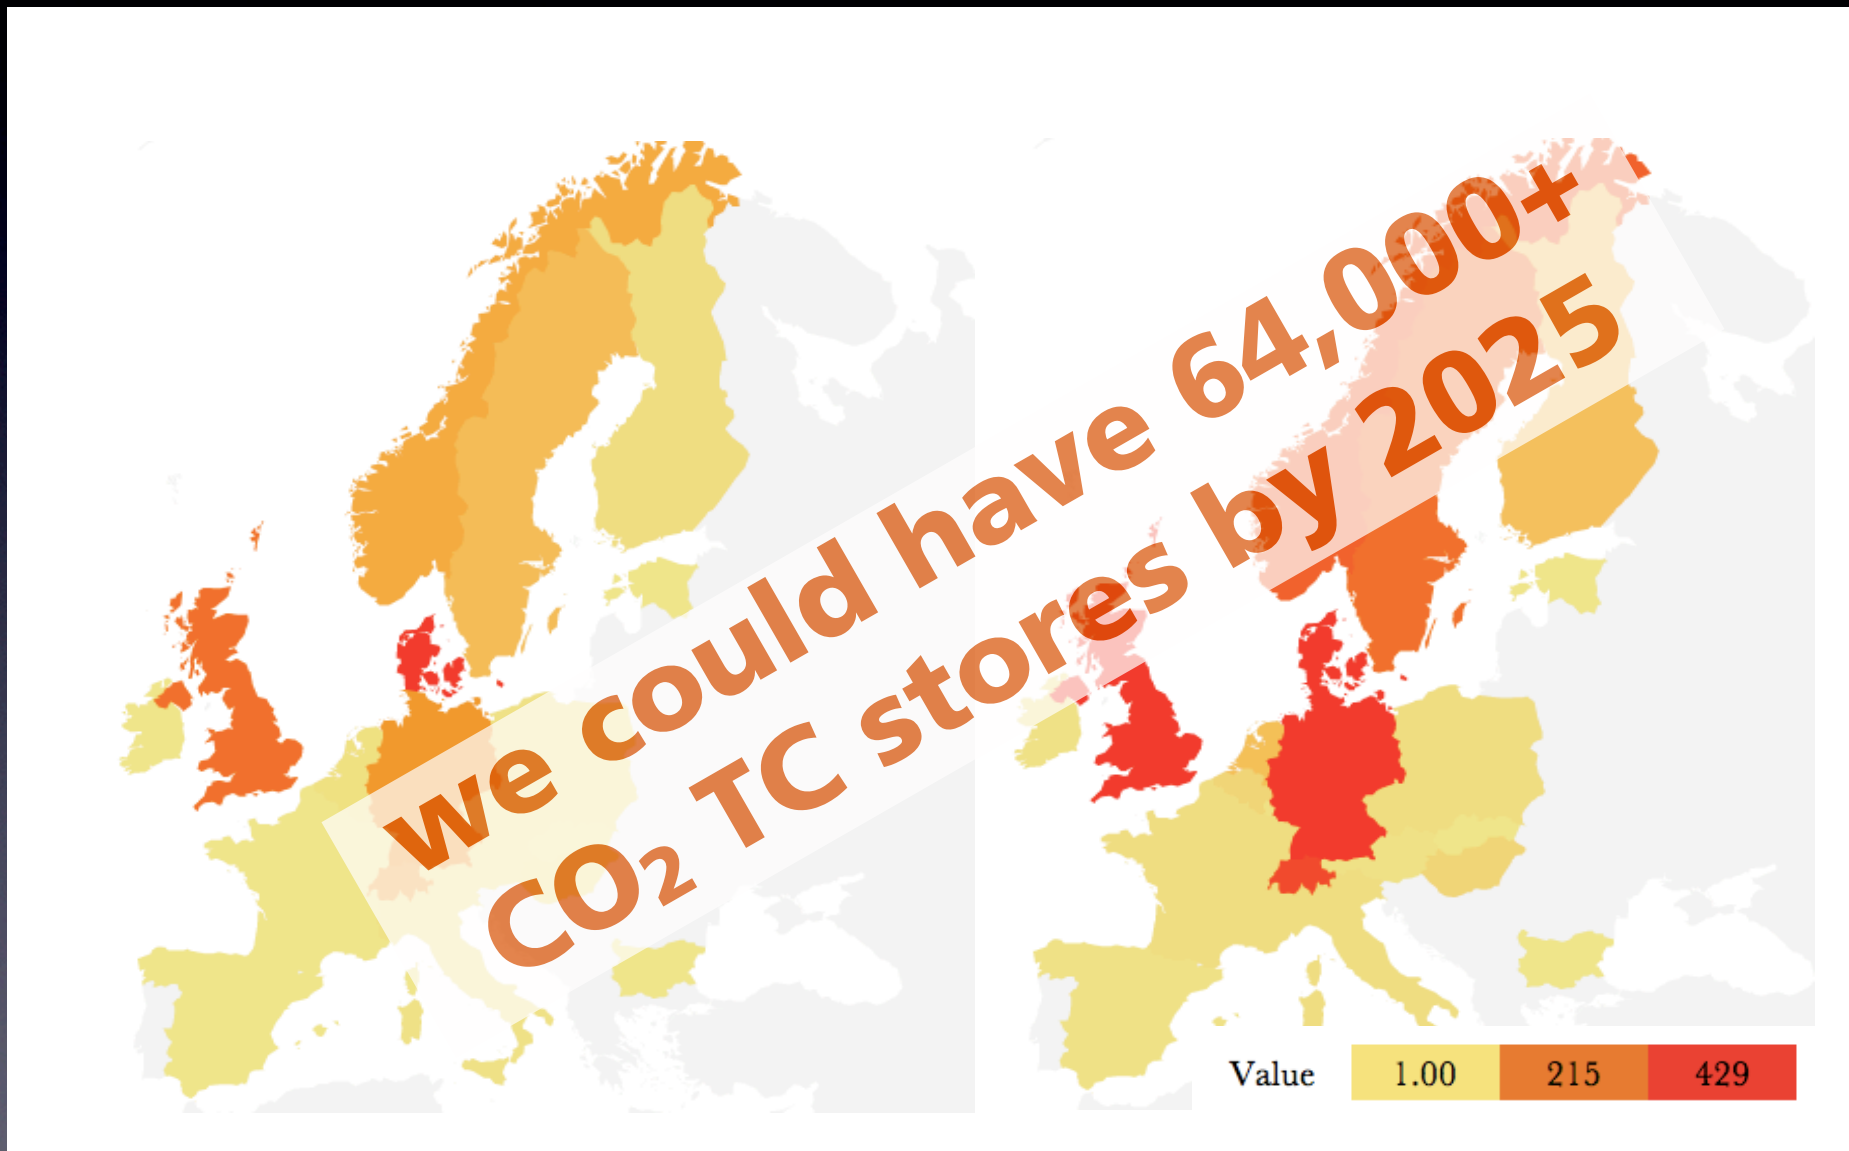 we could have 64,000+
CO₂ TC stores by 2025
Value 1.00 215 429